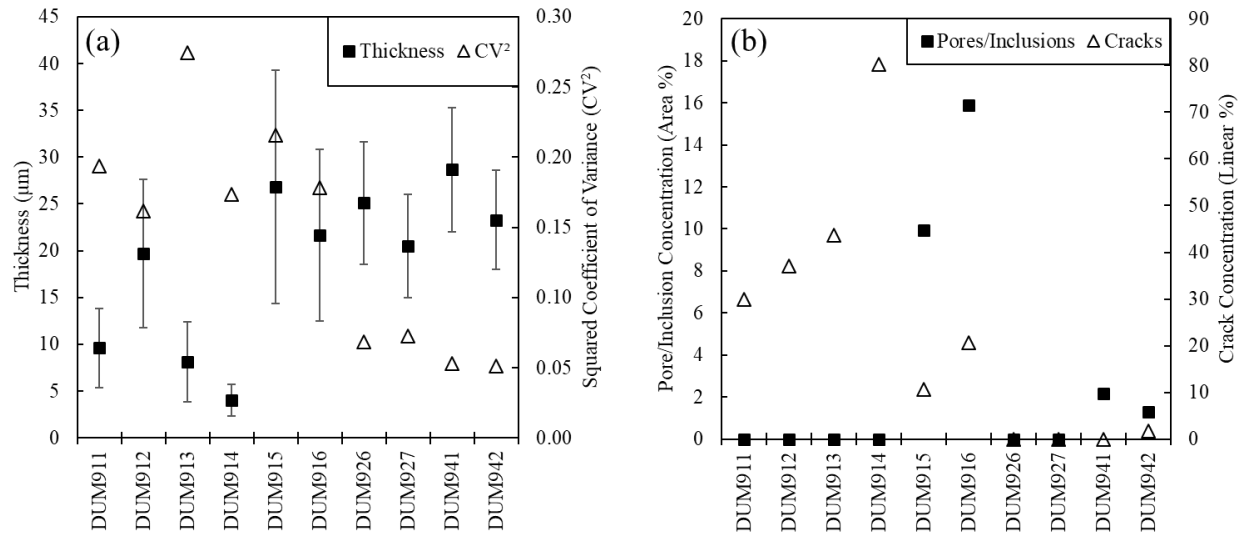 (a)
Thickness CV²
Thickness (μm)
45
40
35
30
25
20
15
10
5
0
0.30
0.25
0.20
0.15
0.10
0.05
0.00
Squared Coefficient of Variance (CV²)
DUM911
DUM912
DUM913
DUM914
DUM915
DUM916
DUM926
DUM927
DUM941
DUM942
(b)
Pores/Inclusions Cracks
Pore/Inclusion Concentration (Area %)
20
18
16
14
12
10
8
6
4
2
0
90
80
70
60
50
40
30
20
10
0
Crack Concentration (Linear %)
DUM911
DUM912
DUM913
DUM914
DUM915
DUM916
DUM926
DUM927
DUM941
DUM942